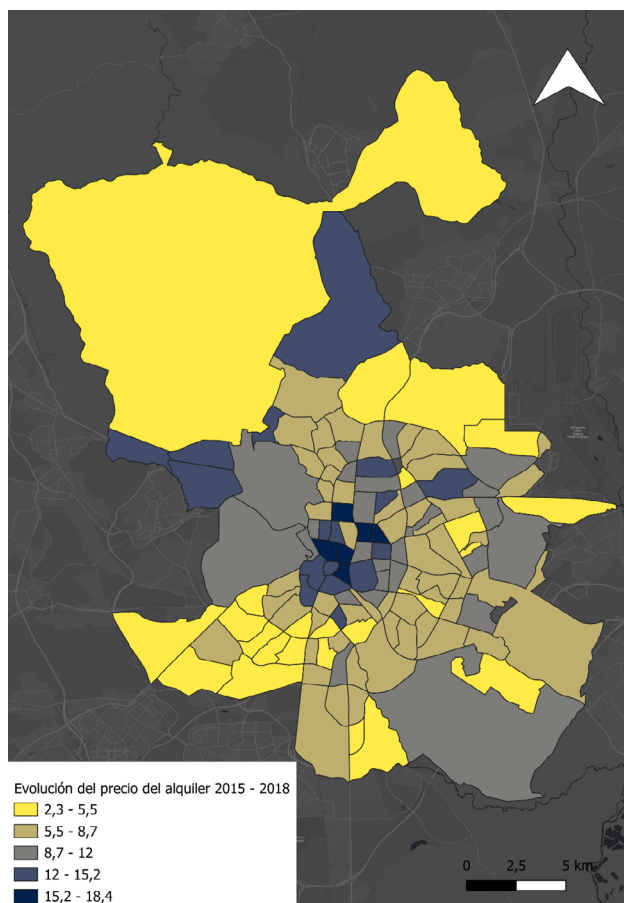 Evolución del precio del alquiler 2015 - 2018
2,3 - 5,5
5,5 - 8,7
8,7 - 12
12 - 15,2
15,2 - 18,4
0 2,5 5 km